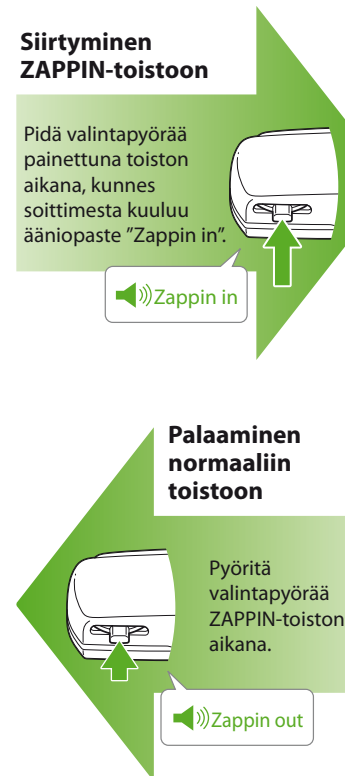 Siirtyminen
ZAPPIN-toistoon
Pidä valintapyörää
painettuna toiston
aikana, kunnes
soittimesta kuuluu
ääniopaste ”Zappin in”.
Zappin in
Palaaminen
normaaliin
toistoon
Pyöritä
valintapyörää
ZAPPIN-toiston
aikana.
Zappin out